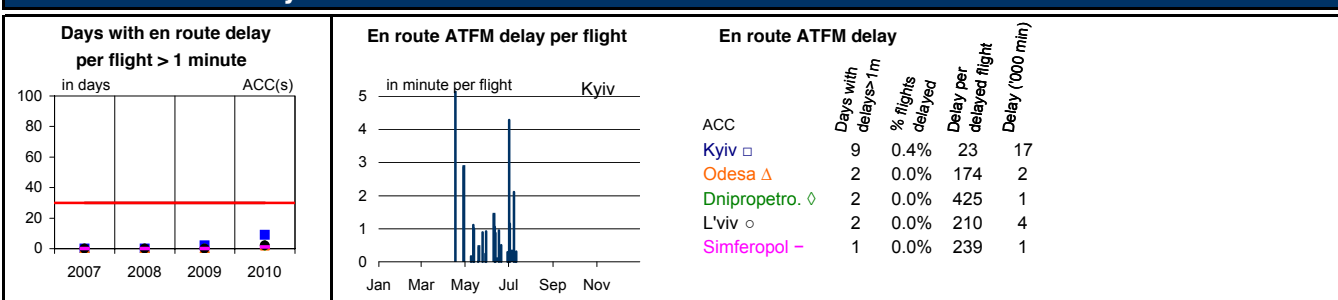 Days with en route delay
per flight > 1 minute
in days ACC(s)
100
80
60
40
20
0
2007 2008 2009 2010
En route ATFM delay per flight
in minute per flight Kyiv
5
4
3
2
1
0
Jan Mar May Jul Sep Nov
En route ATFM delay
ACC Days with delays>1m % flights delayed Delay per delayed flight Delay ('000 min)
Kyiv □ 9 0.4% 23 17
Odesa Δ 2 0.0% 174 2
Dnipropetro. ◊ 2 0.0% 425 1
L'viv ○ 2 0.0% 210 4
Simferopol − 1 0.0% 239 1